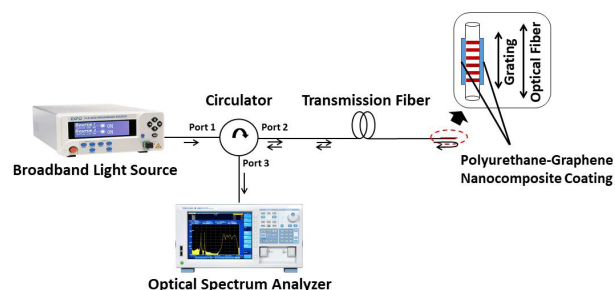 Circulator
Transmission Fiber
Grating
Optical Fiber
Port 1
Port 2
Port 3
Broadband Light Source
Polyurethane-Graphene
Nanocomposite Coating
Optical Spectrum Analyzer